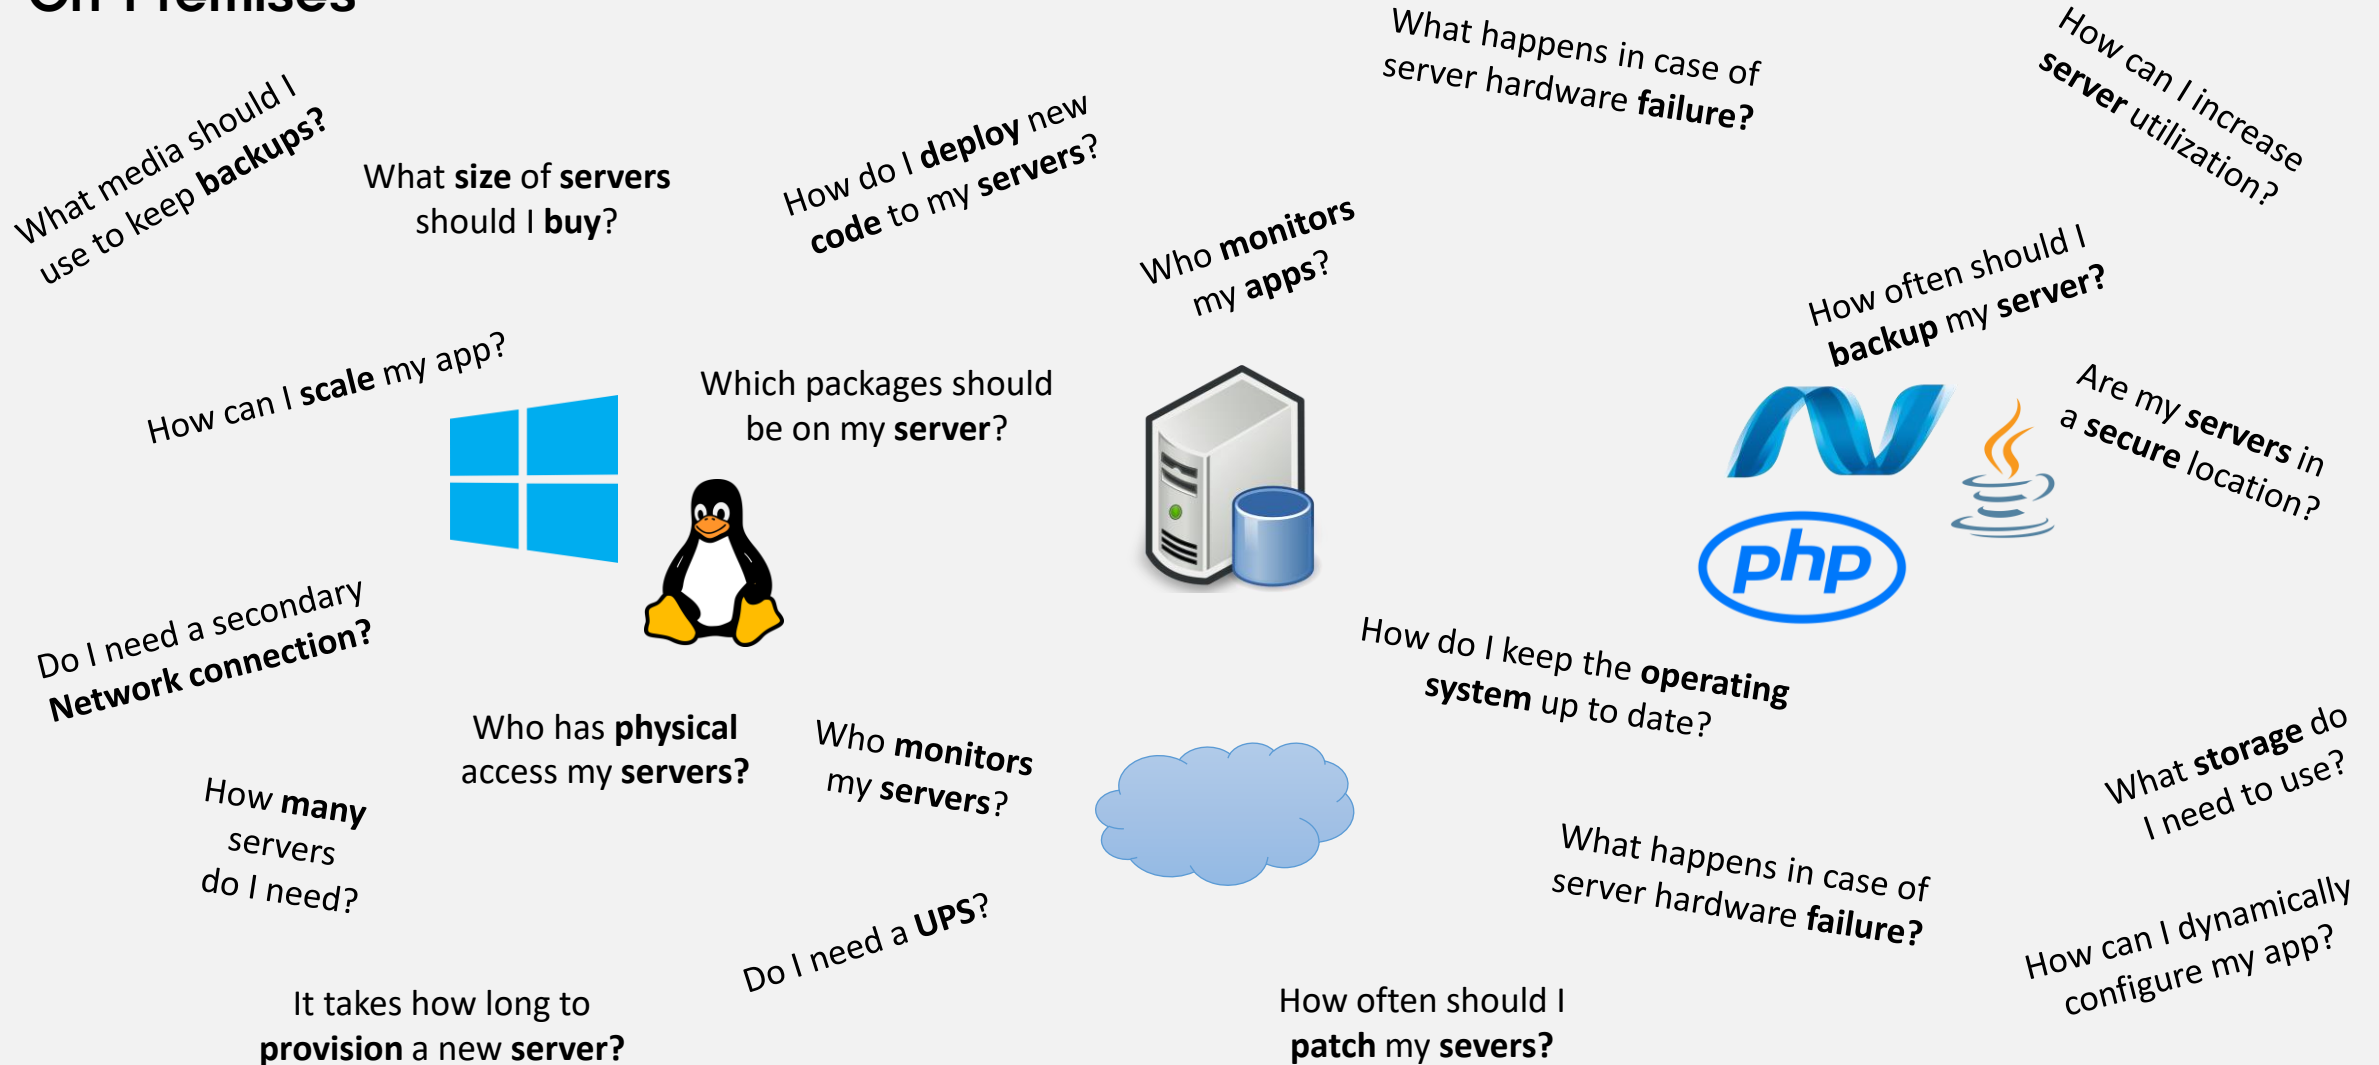 On-Premises
What happens in case of
server hardware failure?
How can I increase
server utilization?
What media should I
use to keep backups?
What size of servers
should I buy?
How do I deploy new
code to my servers?
Who monitors
my apps?
How often should I
backup my server?
How can I scale my app?
Which packages should
be on my server?
Are my servers in
a secure location?
php
Do I need a secondary
Network connection?
How do I keep the operating
system up to date?
Who has physical
access my servers?
Who monitors
my servers?
What storage do
I need to use?
How many
servers
do I need?
What happens in case of
server hardware failure?
Do I need a UPS?
How can I dynamically
configure my app?
It takes how long to
provision a new server?
How often should I
patch my severs?